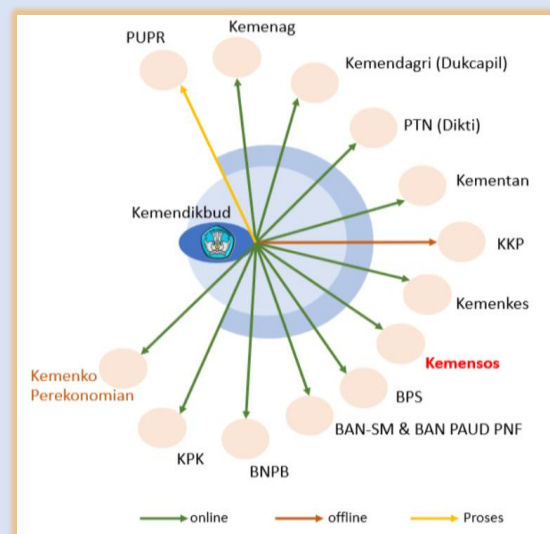 Kemenag
PUPR
Kemendagri (Dukcapil)
PTN (Dikti)
Kementan
Kemendikbud
KKP
Kemenkes
Kemensos
Kemenko
Perekonomian
BPS
BAN-SM & BAN PAUD PNF
KPK
BNPB
online
offline
Proses